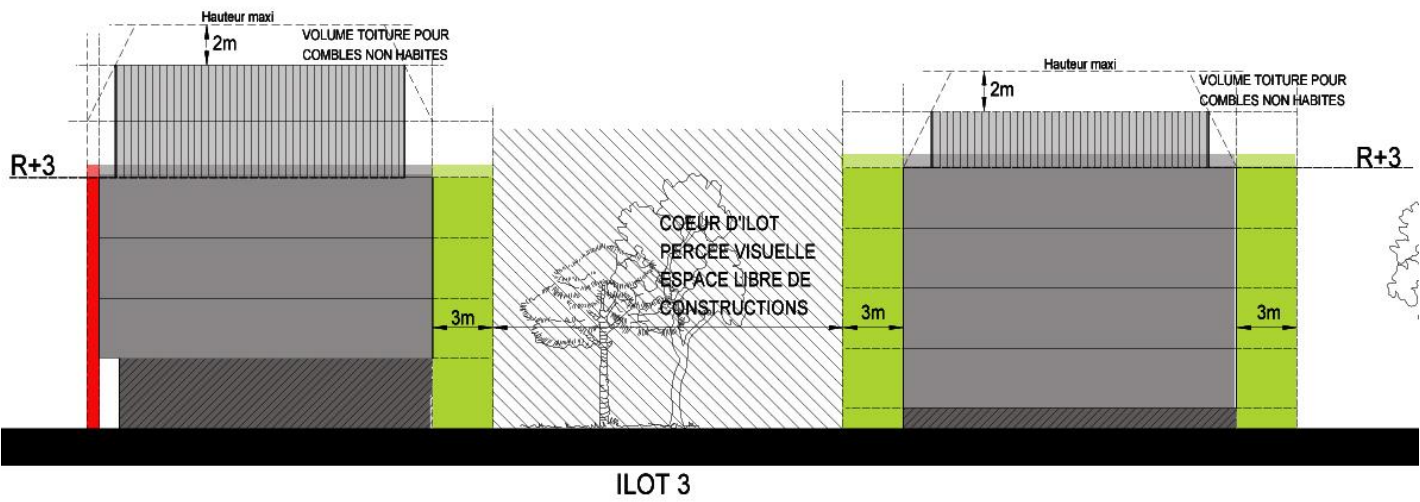 Hauteur maxi
2m
VOLUME TOITURE POUR
COMBLES NON HABITES
Hauteur maxi
2m
VOLUME TOITURE POUR
COMBLES NON HABITES
R+3
R+3
COEUR D'ILOT
PERCEE VISUELLE
ESPACE LIBRE DE
CONSTRUCTIONS
3m
3m
3m
ILOT 3